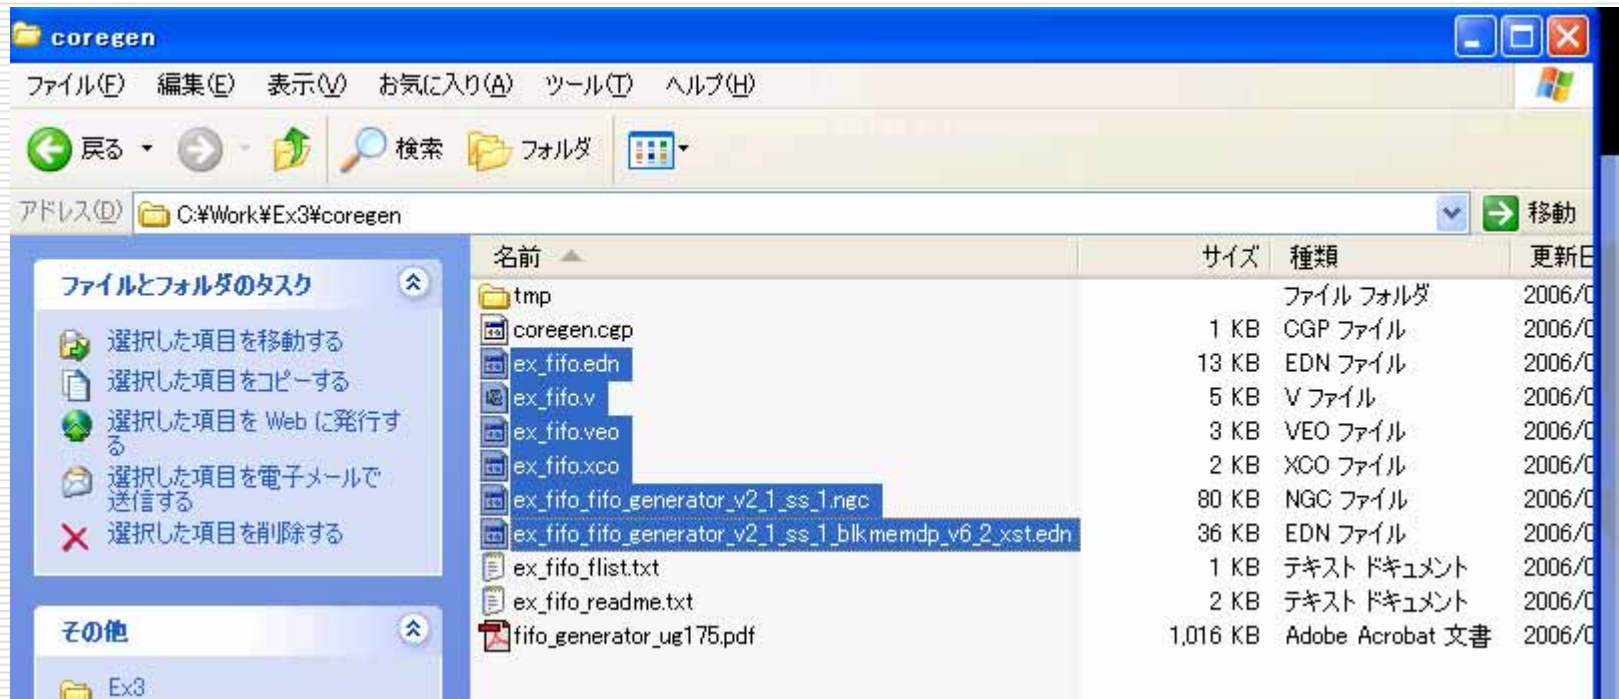 coregen
ファイル(F) 編集(E) 表示(V) お気に入り(A) ツール(T) ヘルプ(H)
戻る 検索 フォルダ
アドレス(D) C:¥Work¥Ex3¥coregen 移動
名前 サイズ 種類 更新日
ファイルとフォルダのタスク
選択した項目を移動する
選択した項目をコピーする
選択した項目を Web に発行す
る
選択した項目を電子メールで
送信する
選択した項目を削除する
その他
Ex3
tmp ファイル フォルダ 2006/0
coregen.cgp 1 KB CGP ファイル 2006/0
ex_fifo.edn 13 KB EDN ファイル 2006/0
ex_fifo.v 5 KB V ファイル 2006/0
ex_fifo.veo 3 KB VEO ファイル 2006/0
ex_fifo.xco 2 KB XCO ファイル 2006/0
ex_fifo_fifo_generator_v2_1_ss_1.ngc 80 KB NGC ファイル 2006/0
ex_fifo_fifo_generator_v2_1_ss_1_blkmemdp_v6_2_xst.edn 36 KB EDN ファイル 2006/0
ex_fifo_flist.txt 1 KB テキスト ドキュメント 2006/0
ex_fifo_readme.txt 2 KB テキスト ドキュメント 2006/0
fifo_generator_ug175.pdf 1,016 KB Adobe Acrobat 文書 2006/0